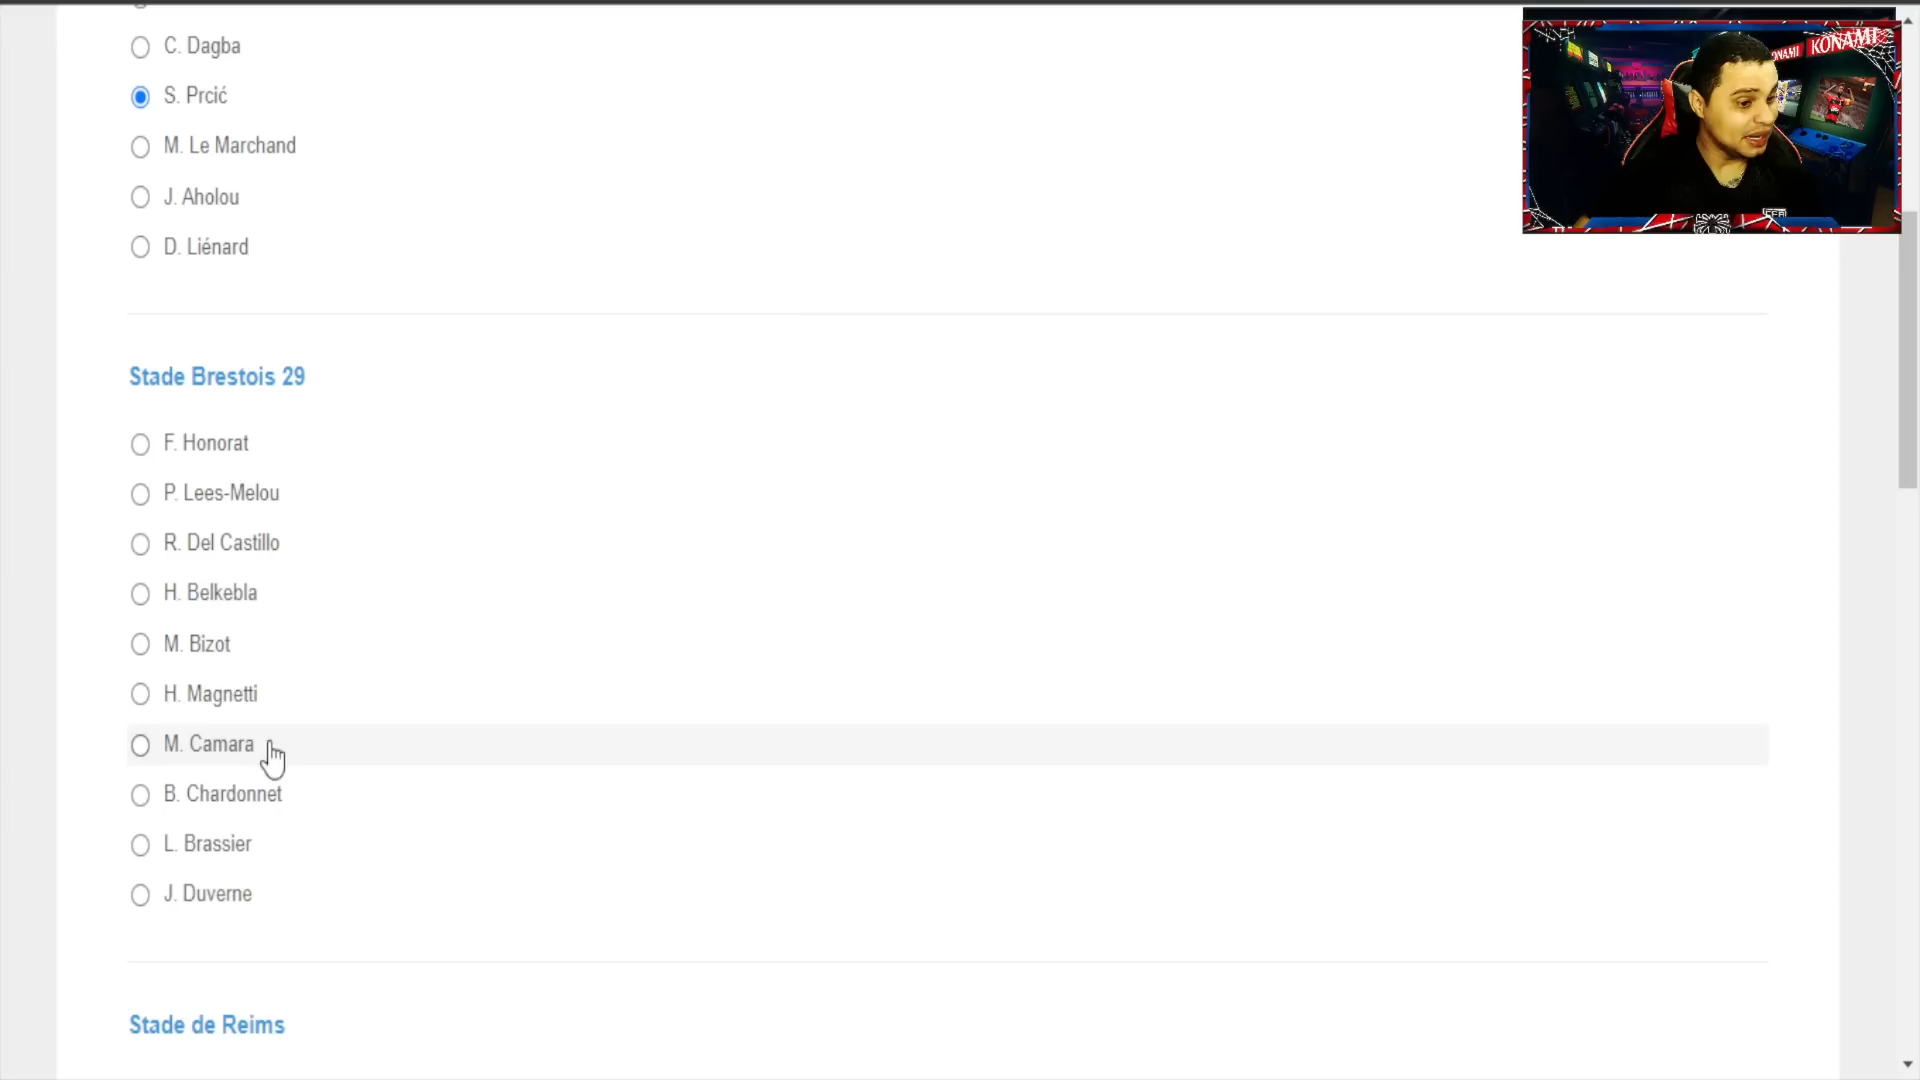 C. Dagba
S. Prcić
M. Le Marchand
J. Aholou
D. Liénard
Stade Brestois 29
F. Honorat
P. Lees-Melou
R. Del Castillo
H. Belkebla
M. Bizot
H. Magnetti
M. Camara
B. Chardonnet
L. Brassier
J. Duverne
Stade de Reims
KONAMI